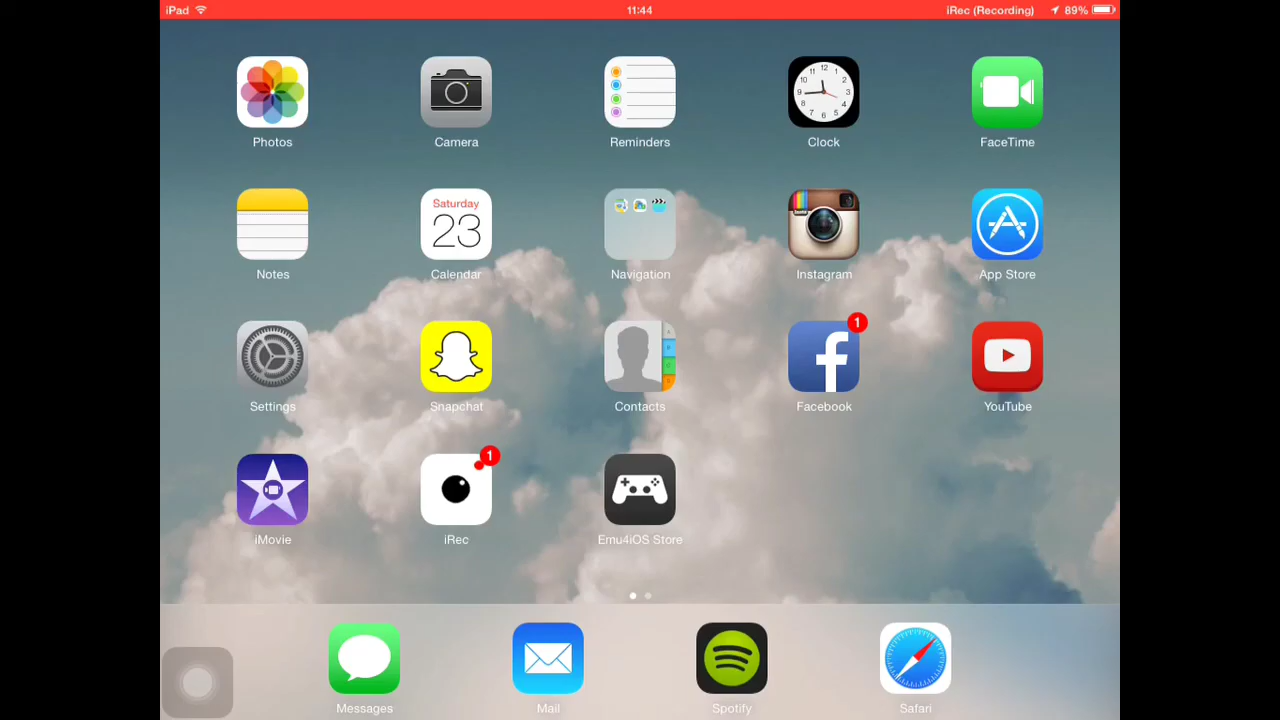 iPad 11:44 iRec (Recording) 89%
Photos Camera Reminders Clock FaceTime
Saturday
23
Notes Calendar Navigation Instagram App Store
1
Settings Snapchat Contacts Facebook YouTube
1
iMovie iRec Emu4iOS Store
Messages Mail Spotify Safari